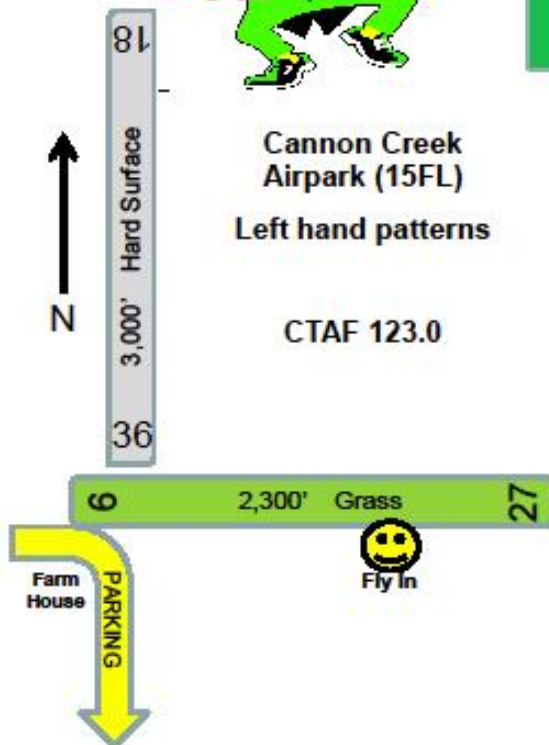 18
Hard Surface
3,000'
36
N
Cannon Creek
Airpark (15FL)
Left hand patterns
CTAF 123.0
9
2,300' Grass
27
Fly In
Farm
House
PARKING